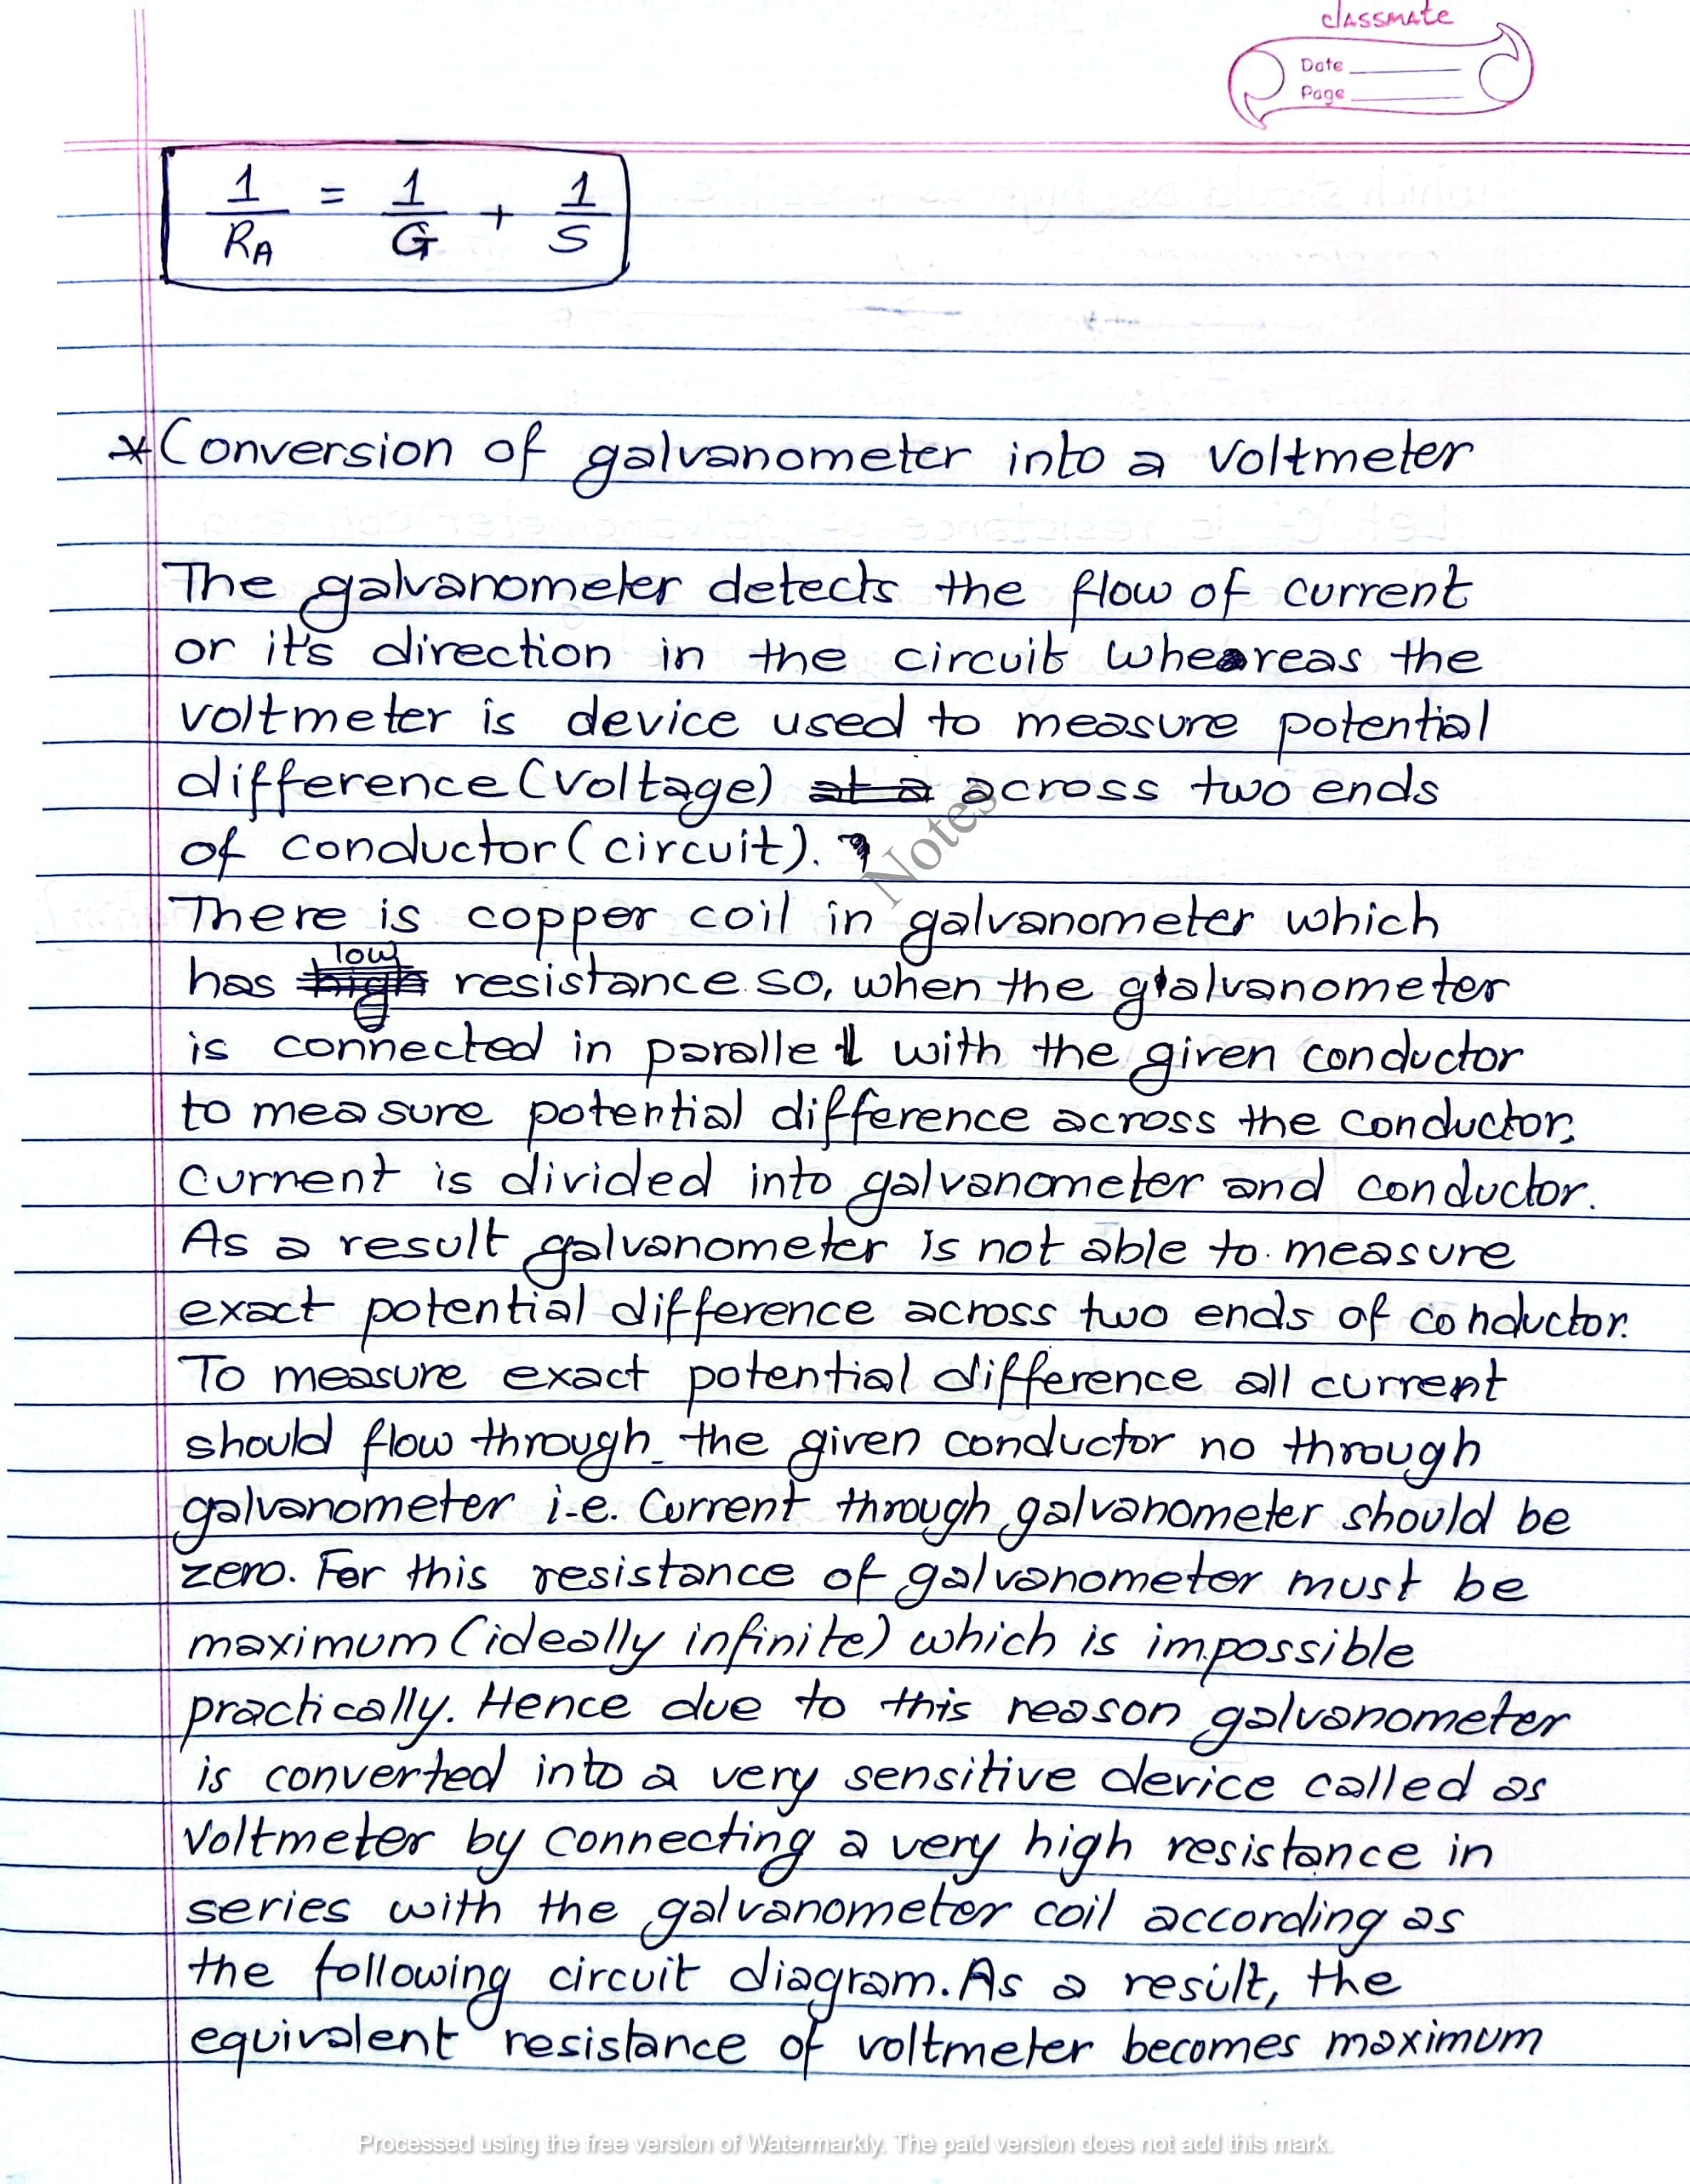 classmate
Date
Page
1/RA = 1/G + 1/S
*Conversion of galvanometer into a voltmeter
The galvanometer detects the flow of current
or it's direction in the circuit whereas the
voltmeter is device used to measure potential
difference (voltage) at a across two ends
of conductor (circuit).
Notes
There is copper coil in galvanometer which
low
has high resistance so, when the galvanometer
is connected in parallel with the given conductor
to measure potential difference across the conductor,
current is divided into galvanometer and conductor.
As a result galvanometer is not able to measure
exact potential difference across two ends of conductor.
To measure exact potential difference all current
should flow through the given conductor no through
galvanometer i.e. Current through galvanometer should be
zero. For this resistance of galvanometer must be
maximum (ideally infinite) which is impossible
practically. Hence due to this reason galvanometer
is converted into a very sensitive device called as
Voltmeter by connecting a very high resistance in
series with the galvanometer coil according as
the following circuit diagram. As a result, the
equivalent resistance of voltmeter becomes maximum
Processed using the free version of Watermarkly. The paid version does not add this mark.